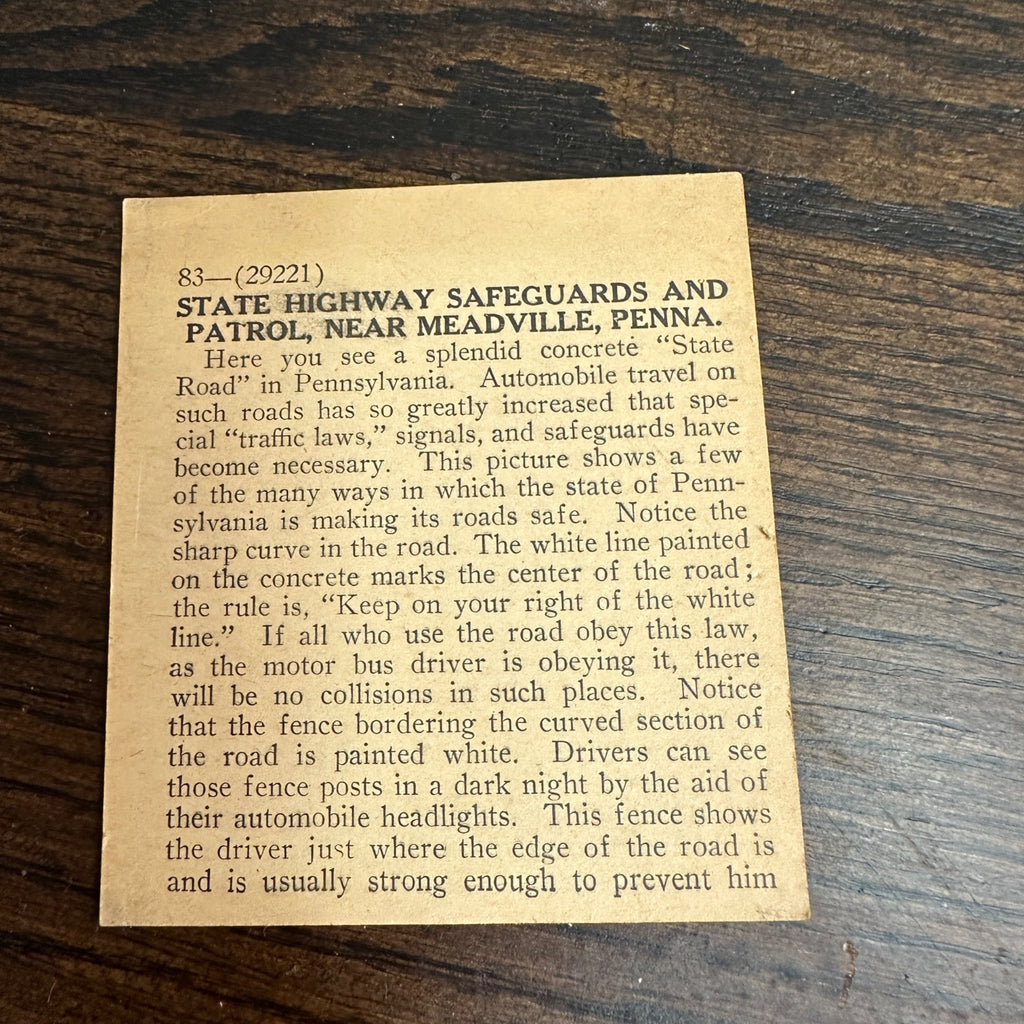 83—(29221)
STATE HIGHWAY SAFEGUARDS AND
PATROL, NEAR MEADVILLE, PENNA.
Here you see a splendid concrete “State
Road” in Pennsylvania. Automobile travel on
such roads has so greatly increased that spe-
cial “traffic laws,” signals, and safeguards have
become necessary. This picture shows a few
of the many ways in which the state of Penn-
sylvania is making its roads safe. Notice the
sharp curve in the road. The white line painted
on the concrete marks the center of the road;
the rule is, “Keep on your right of the white
line.” If all who use the road obey this law,
as the motor bus driver is obeying it, there
will be no collisions in such places. Notice
that the fence bordering the curved section of
the road is painted white. Drivers can see
those fence posts in a dark night by the aid of
their automobile headlights. This fence shows
the driver just where the edge of the road is
and is usually strong enough to prevent him